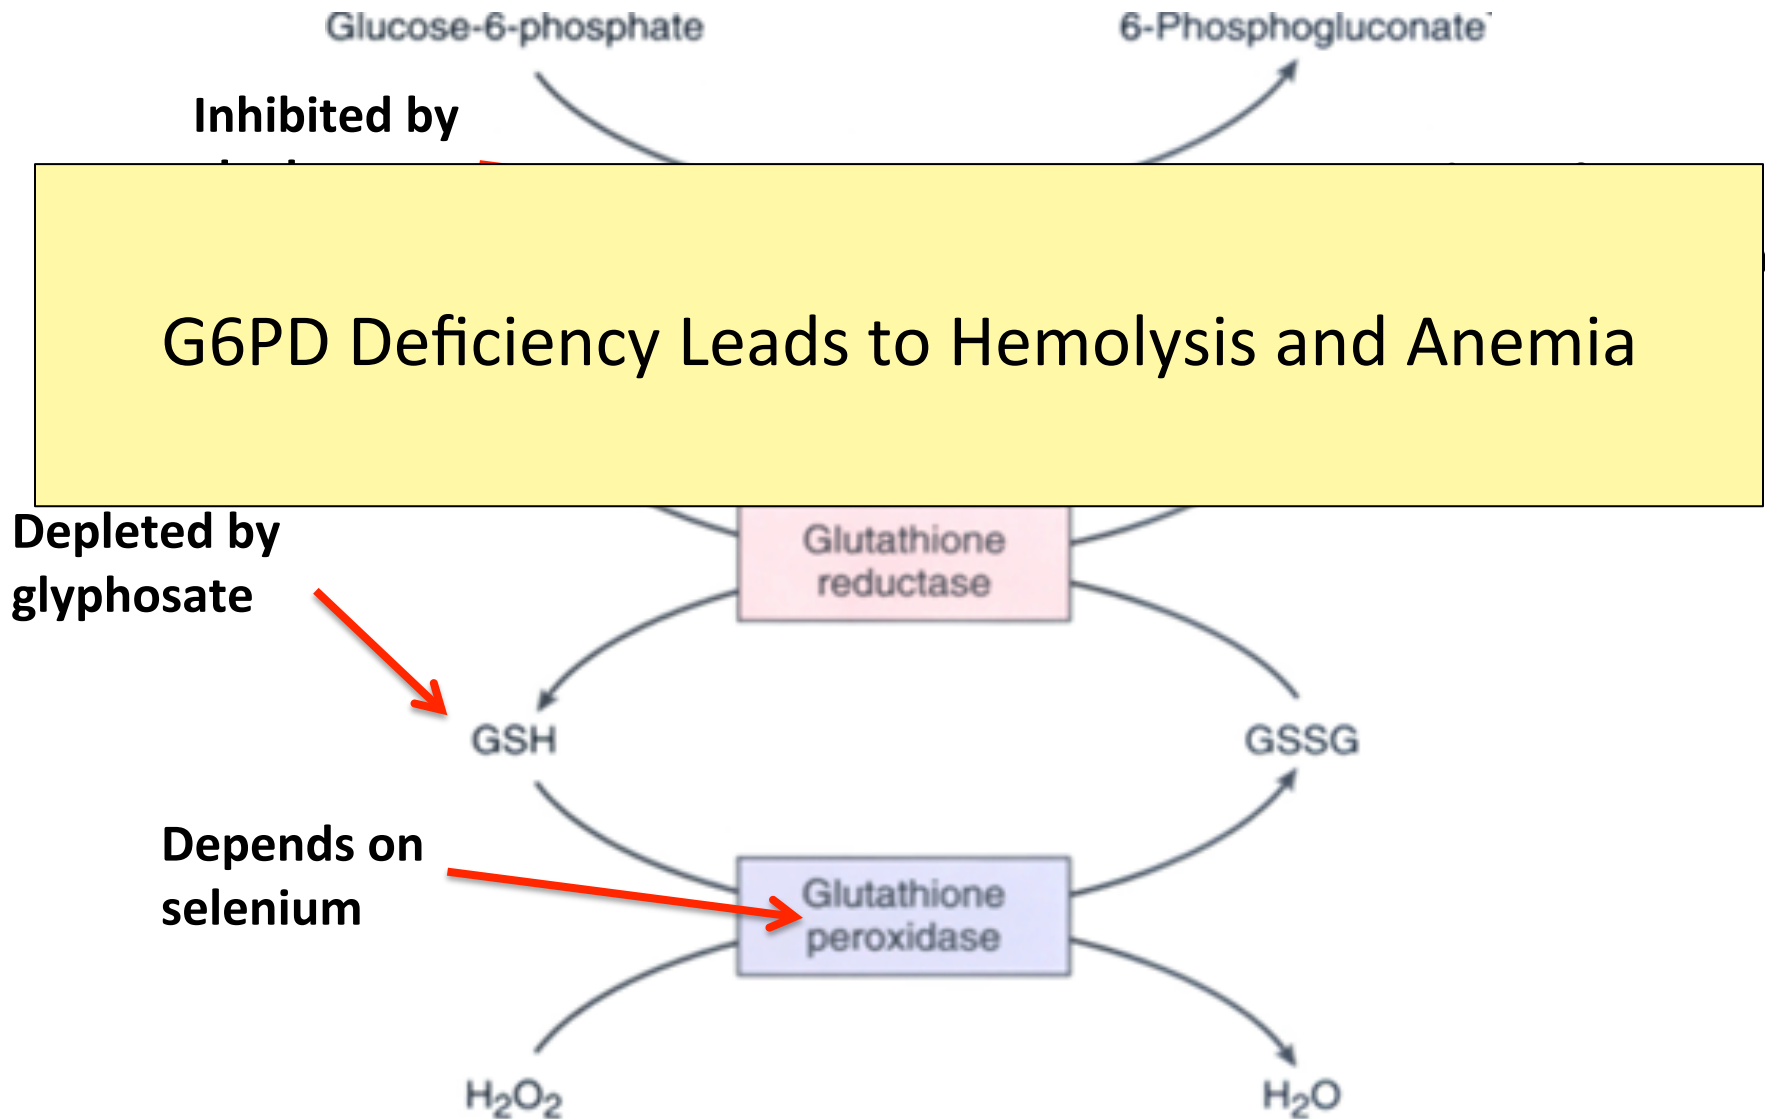 Glucose-6-phosphate
6-Phosphogluconate
Inhibited by
G6PD Deficiency Leads to Hemolysis and Anemia
Depleted by
glyphosate
Glutathione
reductase
GSH
GSSG
Depends on
selenium
Glutathione
peroxidase
H₂O₂
H₂O